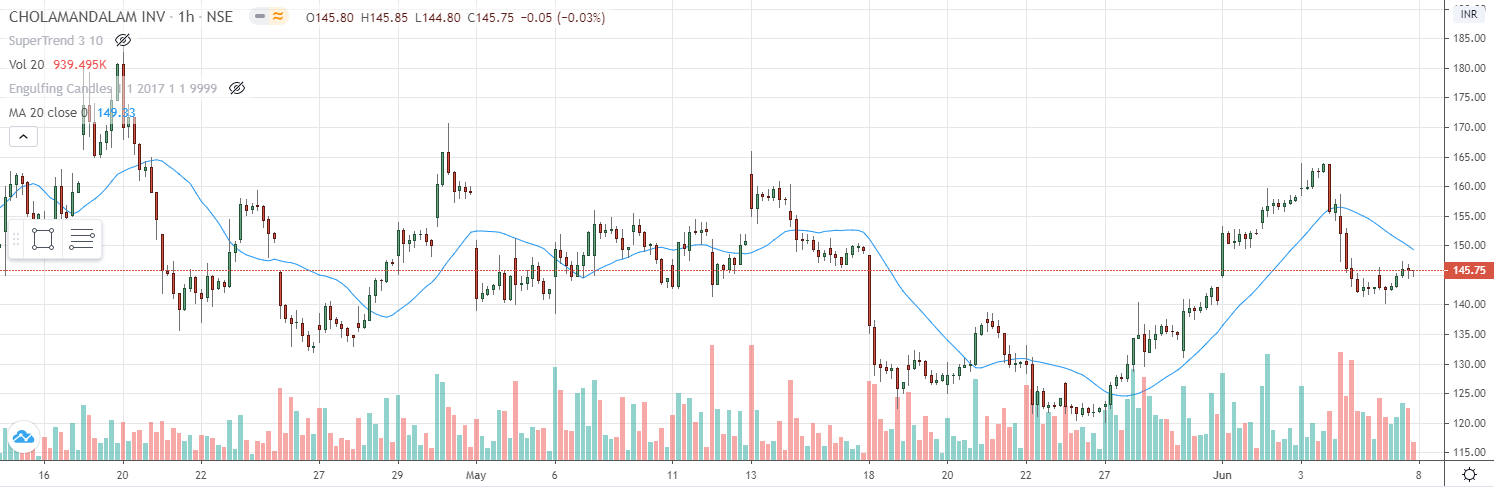 CHOLAMANDALAM INV · 1h · NSE O145.80 H145.85 L144.80 C145.75 −0.05 (−0.03%)
INR
SuperTrend 3 10
Vol 20 939.495K
Engulfing Candles 1 1 2017 1 1 9999
MA 20 close 0 149.33
185.00
180.00
175.00
170.00
165.00
160.00
155.00
150.00
145.75
140.00
135.00
130.00
125.00
120.00
115.00
16 20 22 27 29 May 6 11 13 18 20 22 27 Jun 3 8